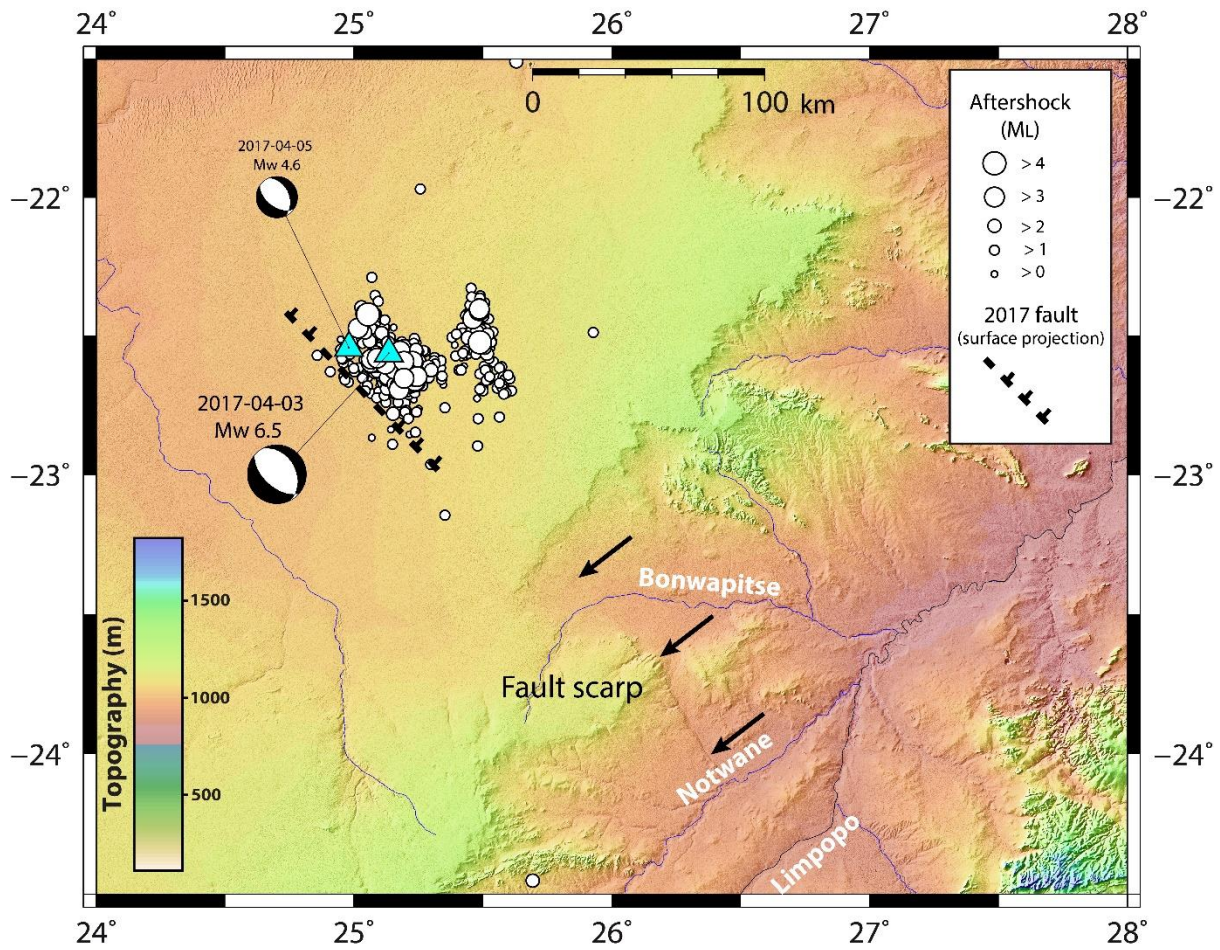 24° 25° 26° 27° 28°
0 100 km
Aftershock
(ML)
> 4
> 3
> 2
> 1
> 0
2017 fault
(surface projection)
2017-04-05
Mw 4.6
−22° −22°
2017-04-03
Mw 6.5
−23° −23°
Bonwapitse
Fault scarp
Notwane
Limpopo
−24° −24°
Topography (m)
1500
1000
500
24° 25° 26° 27° 28°